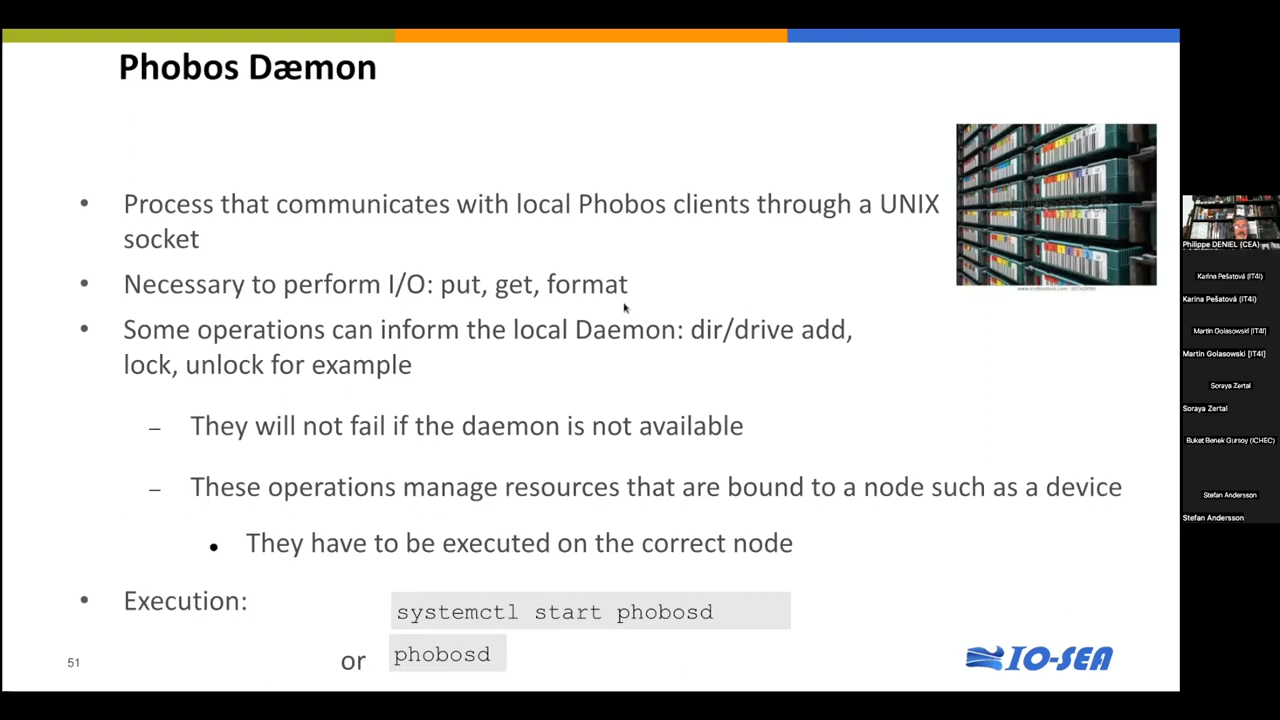 Phobos Dæmon
• Process that communicates with local Phobos clients through a UNIX
socket
• Necessary to perform I/O: put, get, format
• Some operations can inform the local Daemon: dir/drive add,
lock, unlock for example
– They will not fail if the daemon is not available
– These operations manage resources that are bound to a node such as a device
• They have to be executed on the correct node
• Execution:
systemctl start phobosd
or
phobosd
51
IO-SEA
Philippe DENIEL (CEA)
Karina Pešatová (IT4I)
Karina Pešatová (IT4I)
Martin Golasowski [IT4I]
Martin Golasowski [IT4I]
Soraya Zertal
Soraya Zertal
Buket Benek Gursoy (ICHEC)
Stefan Andersson
Stefan Andersson